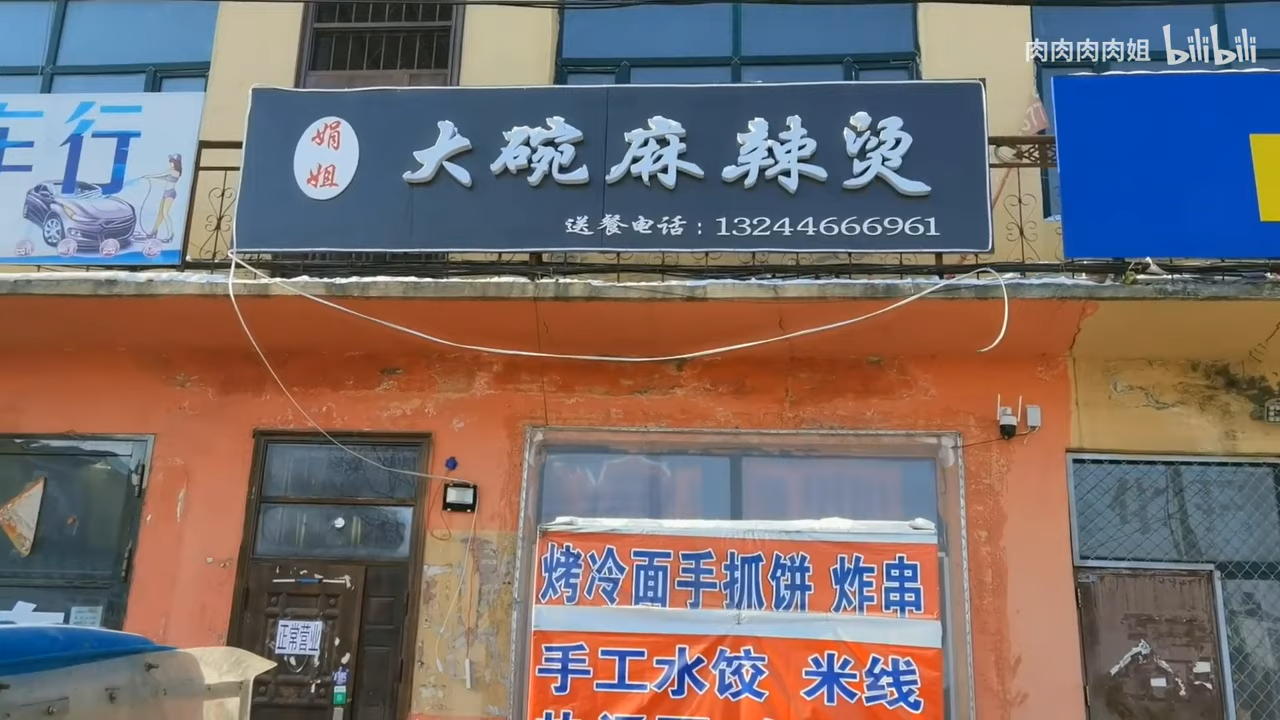 肉肉肉肉姐 bilibili
车行
娟姐
大碗麻辣烫
送餐电话：13244666961
烤冷面手抓饼 炸串
正常营业
手工水饺 米线